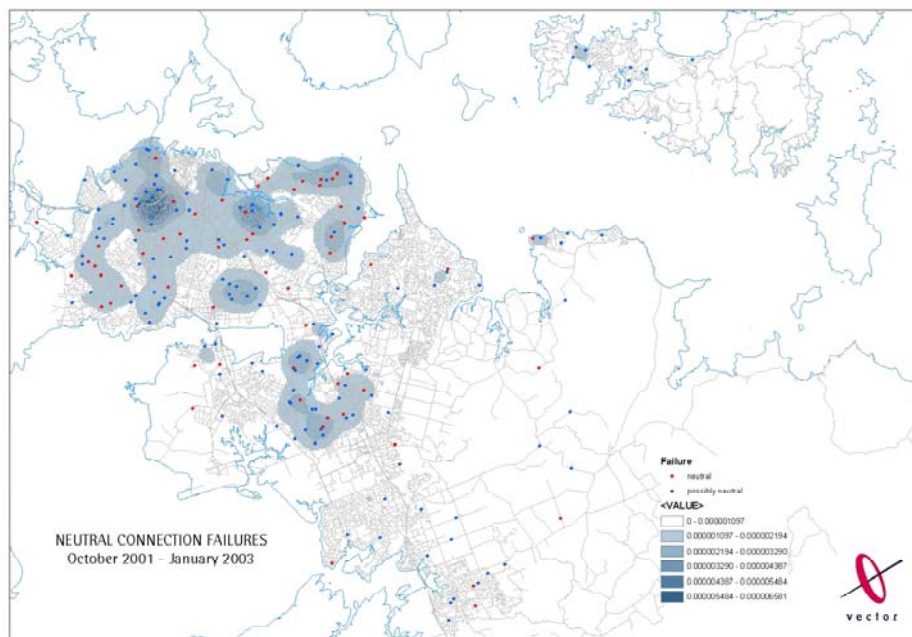 NEUTRAL CONNECTION FAILURES
October 2001 - January 2003
Failure
neutral
possibly neutral
<VALUE>
0 - 0.000001097
0.000001097 - 0.000002194
0.000002194 - 0.000003290
0.000003290 - 0.000004387
0.000004387 - 0.000005484
0.000005484 - 0.000006581
vector